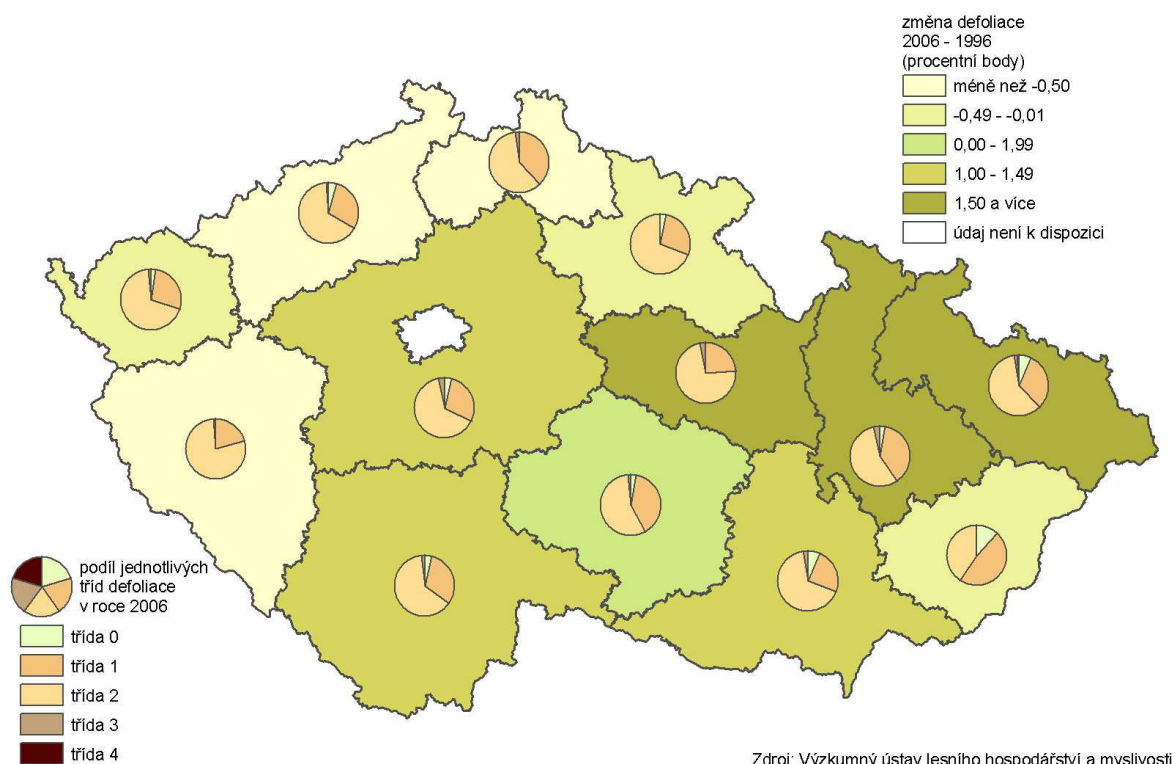 změna defoliace
2006 - 1996
(procentní body)
méně než -0,50
-0,49 - -0,01
0,00 - 1,99
1,00 - 1,49
1,50 a více
údaj není k dispozici
podíl jednotlivých
tříd defoliace
v roce 2006
třída 0
třída 1
třída 2
třída 3
třída 4
Zdroj: Výzkumný ústav lesního hospodářství a myslivosti